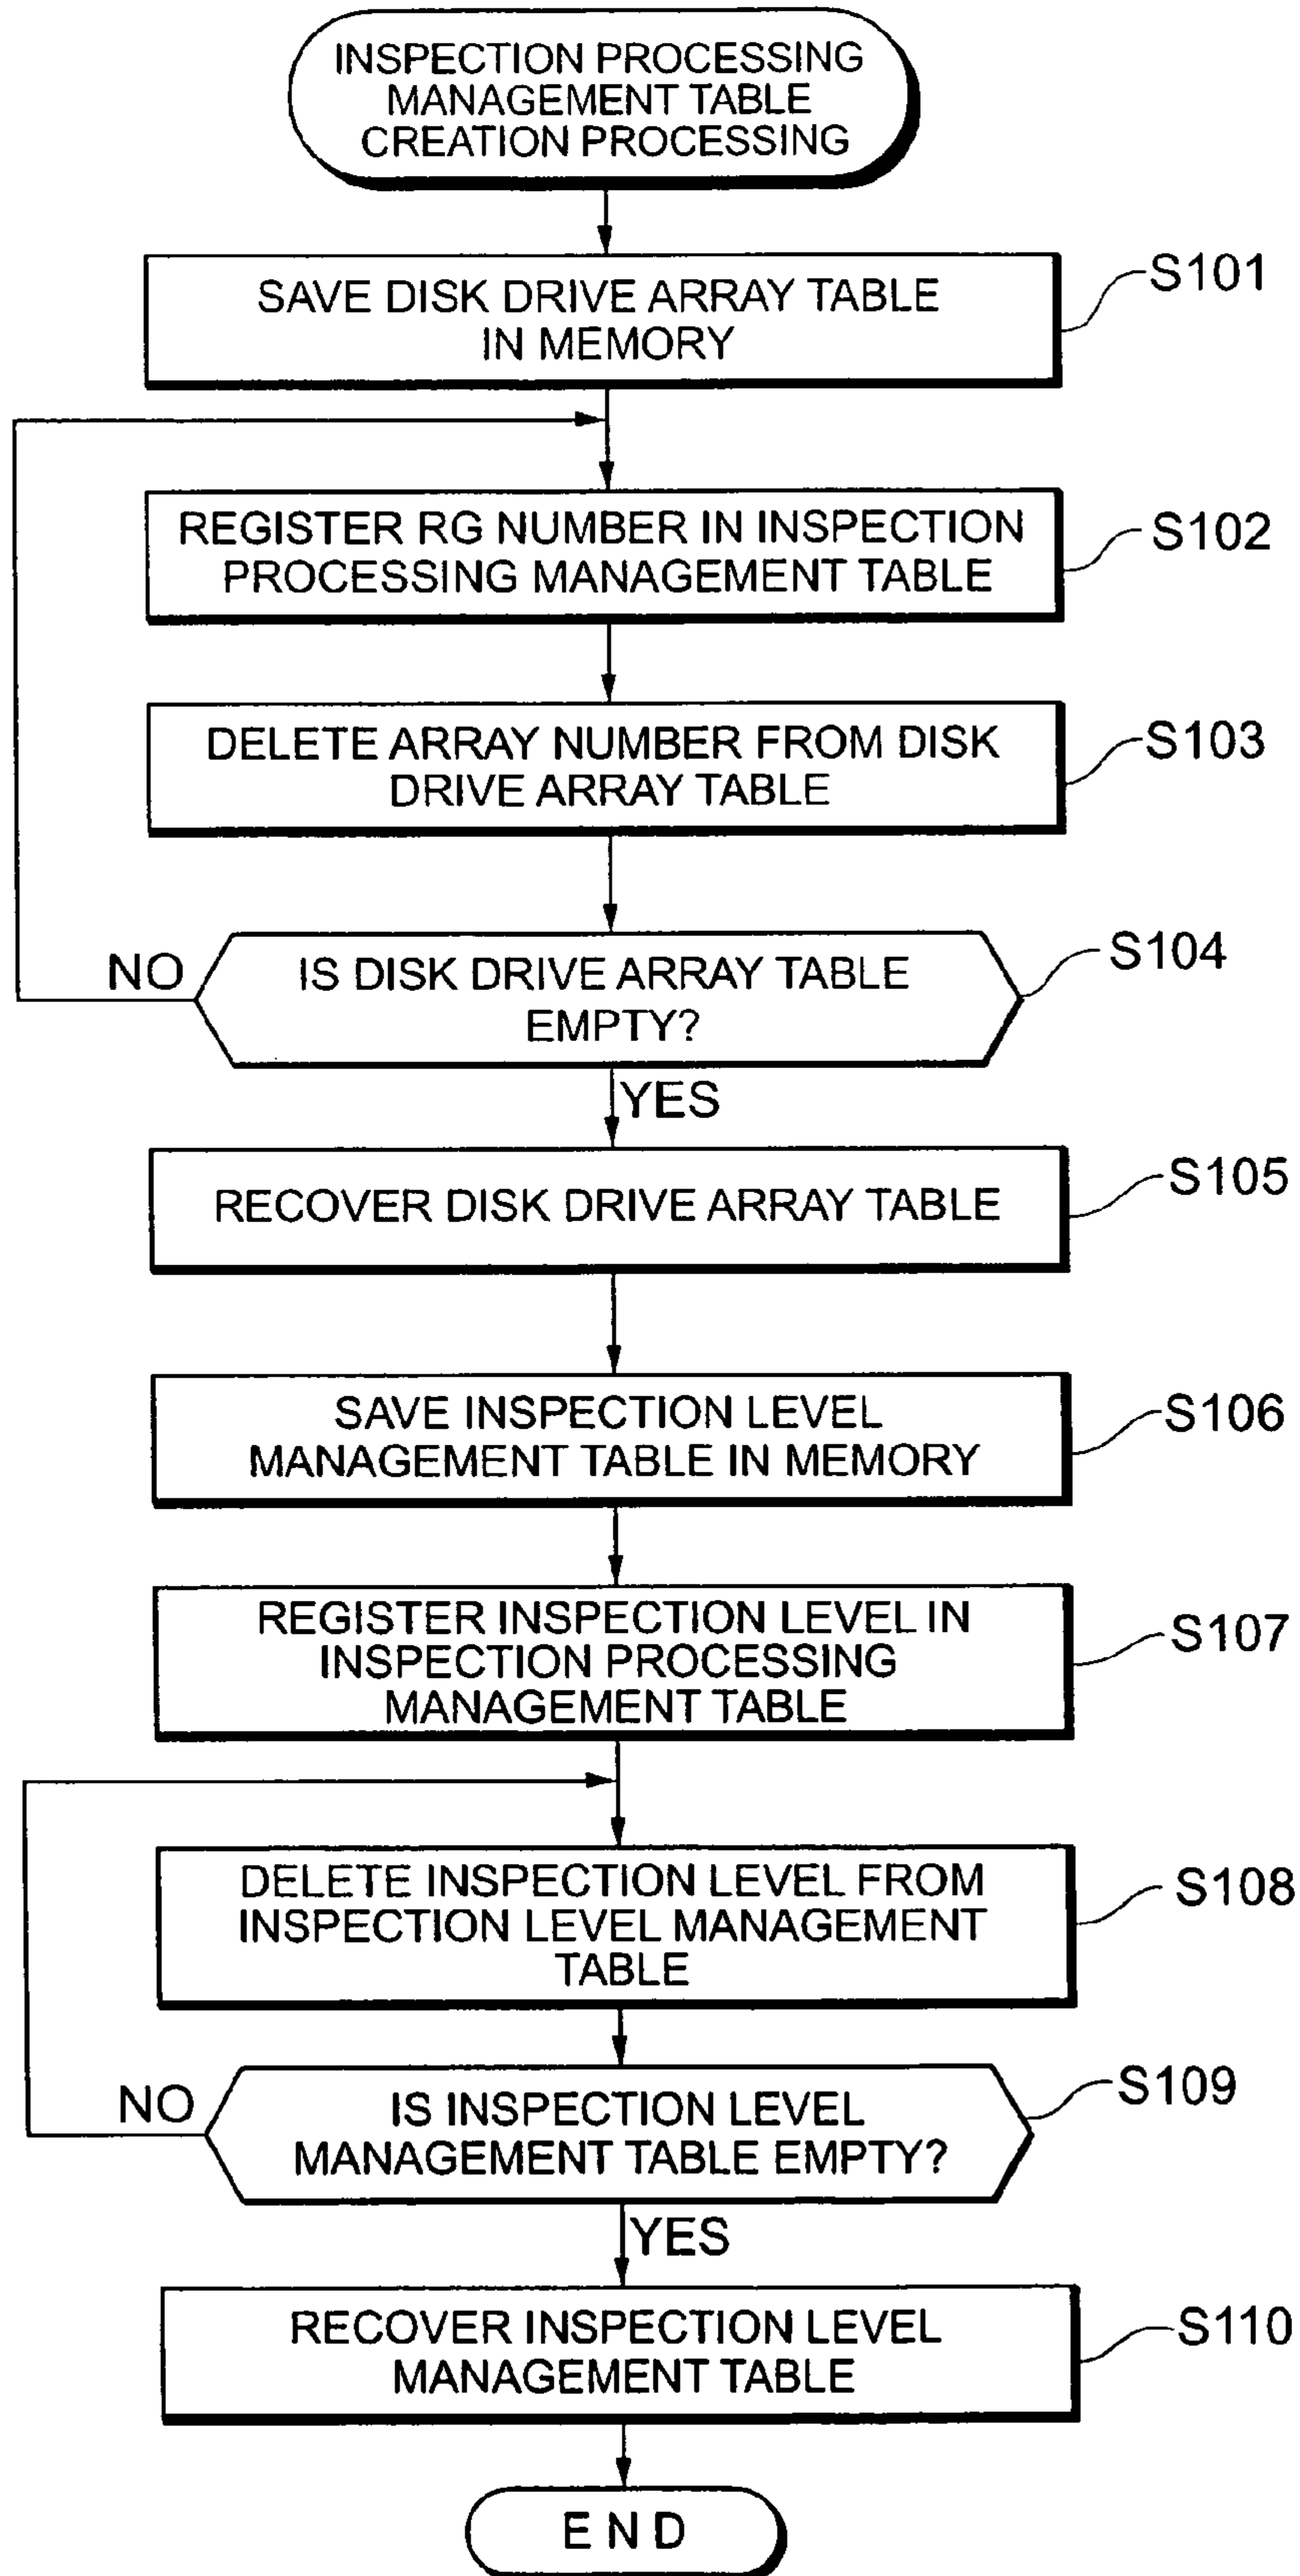 INSPECTION PROCESSING
MANAGEMENT TABLE
CREATION PROCESSING
SAVE DISK DRIVE ARRAY TABLE
IN MEMORY
S101
REGISTER RG NUMBER IN INSPECTION
PROCESSING MANAGEMENT TABLE
S102
DELETE ARRAY NUMBER FROM DISK
DRIVE ARRAY TABLE
S103
NO
IS DISK DRIVE ARRAY TABLE
EMPTY?
S104
YES
RECOVER DISK DRIVE ARRAY TABLE
S105
SAVE INSPECTION LEVEL
MANAGEMENT TABLE IN MEMORY
S106
REGISTER INSPECTION LEVEL IN
INSPECTION PROCESSING
MANAGEMENT TABLE
S107
DELETE INSPECTION LEVEL FROM
INSPECTION LEVEL MANAGEMENT
TABLE
S108
NO
IS INSPECTION LEVEL
MANAGEMENT TABLE EMPTY?
S109
YES
RECOVER INSPECTION LEVEL
MANAGEMENT TABLE
S110
END